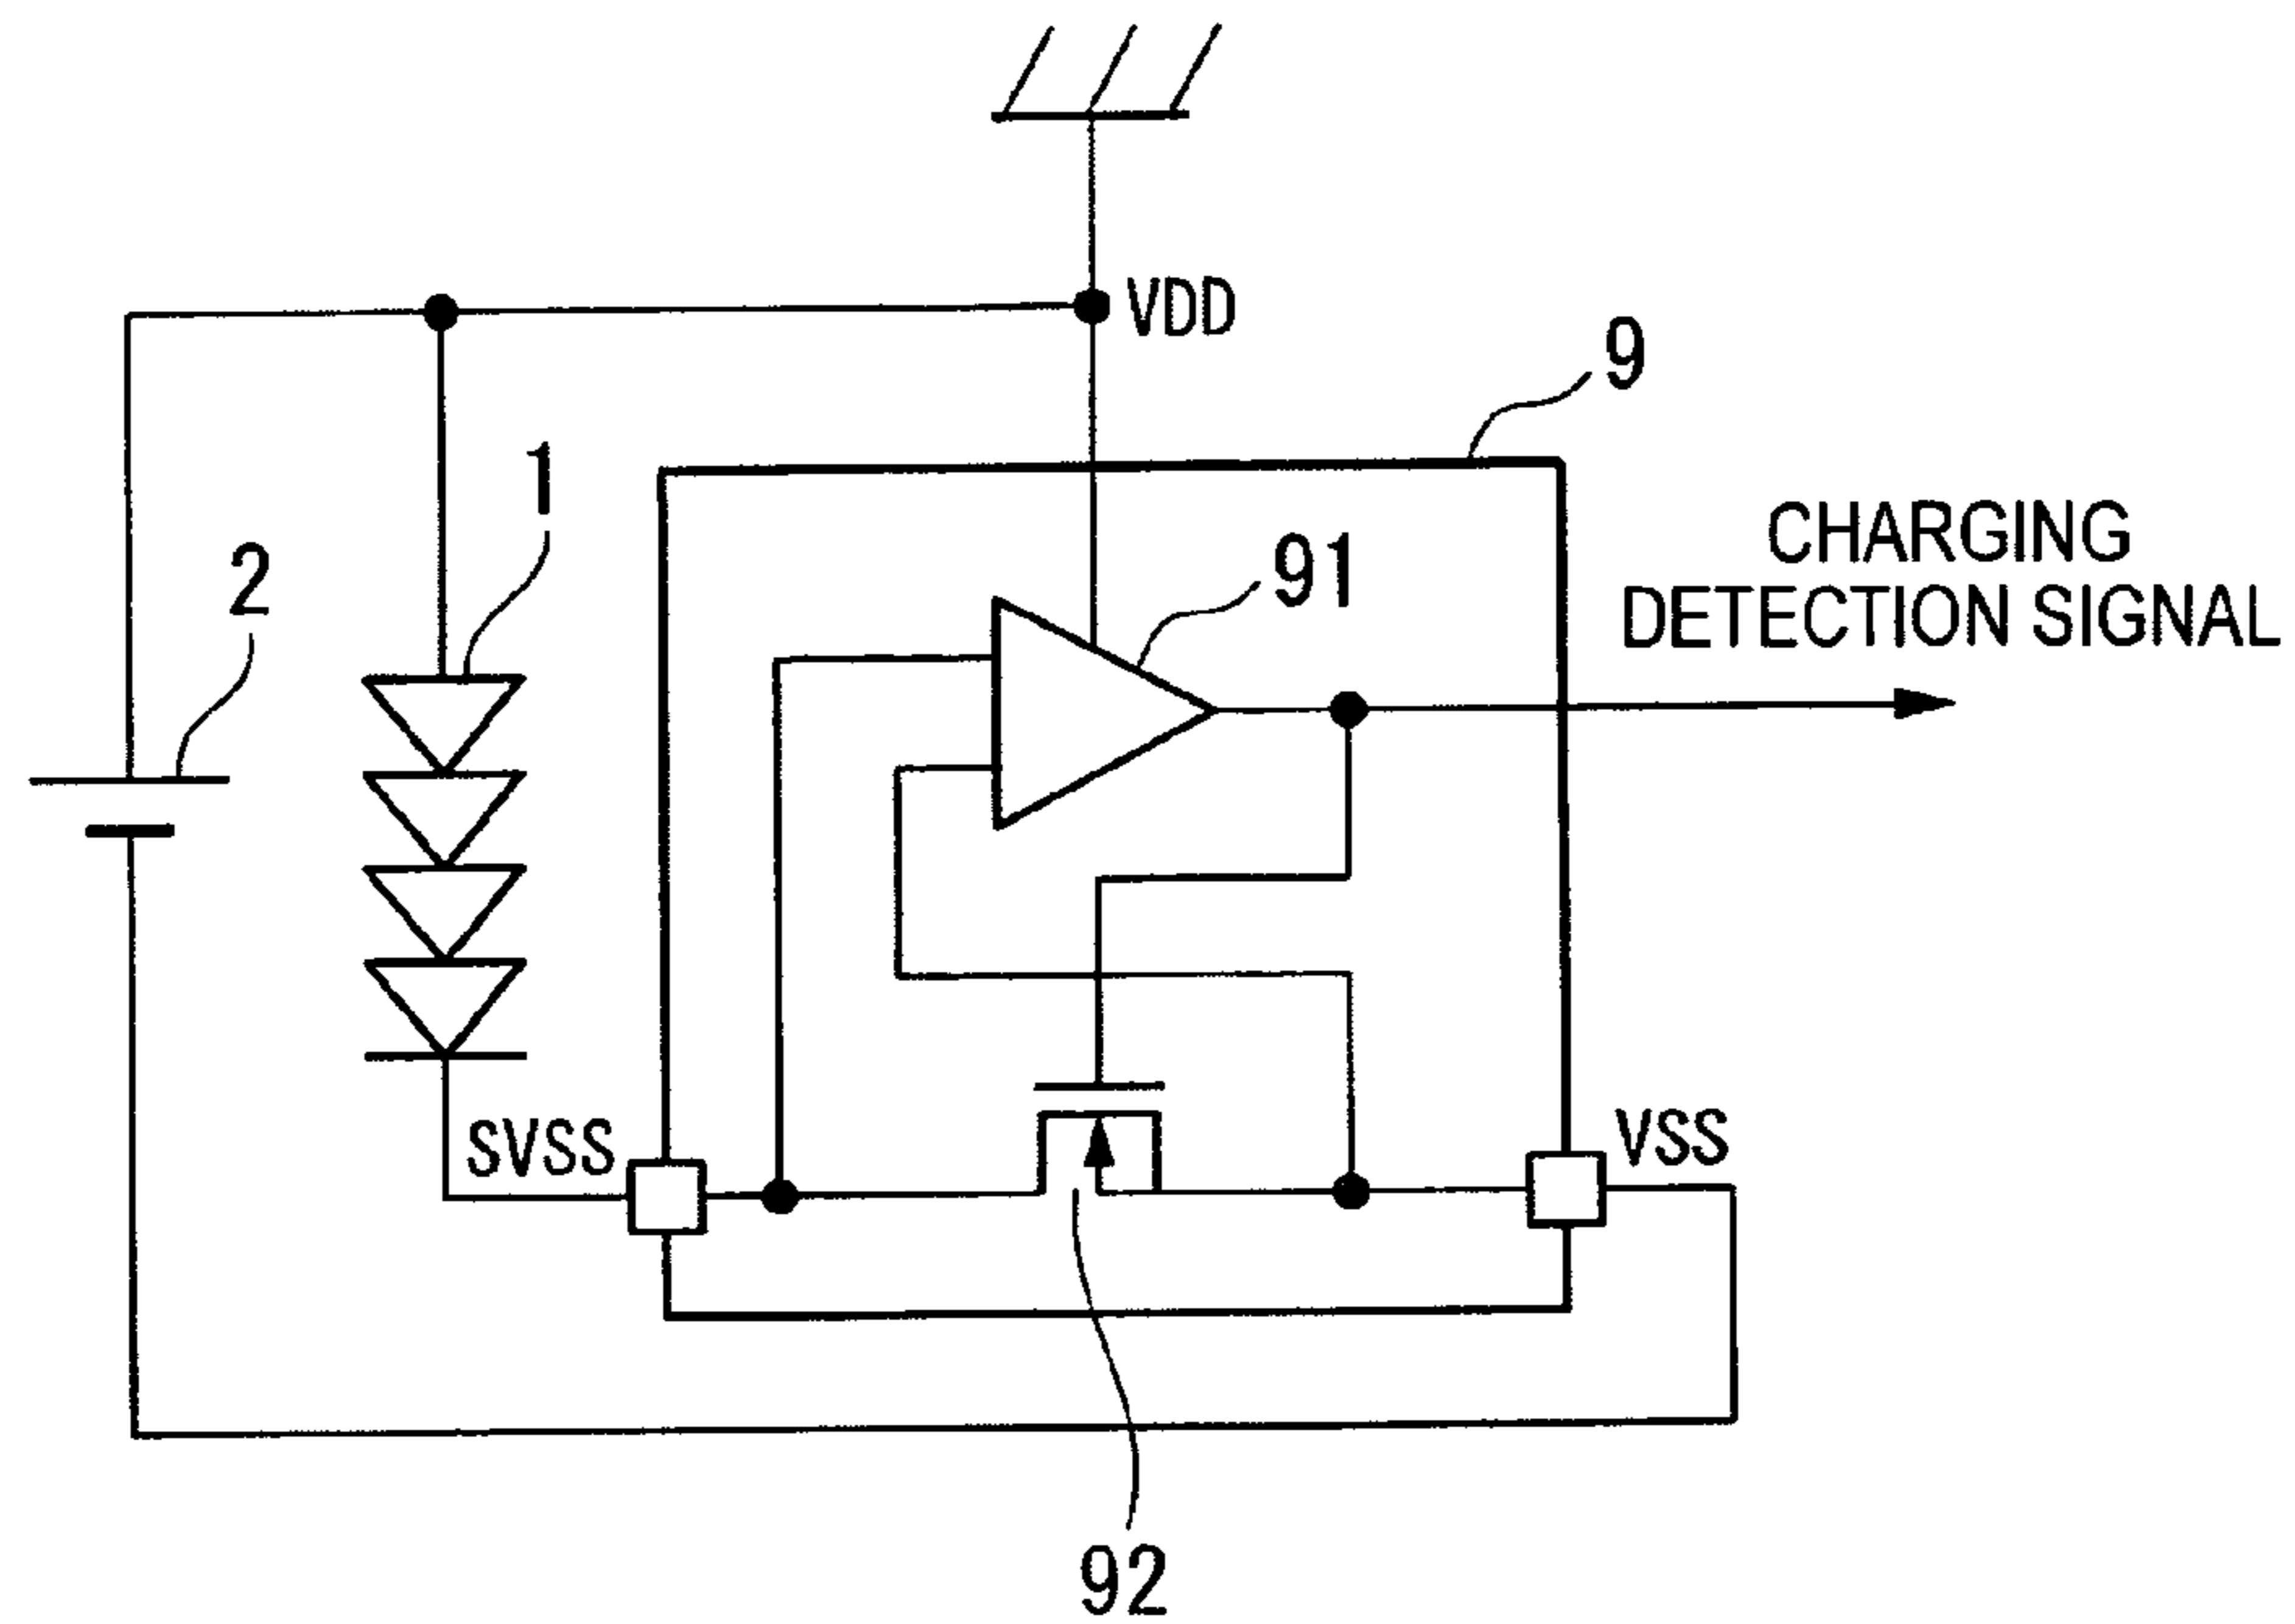 VDD
9
1
CHARGING
DETECTION SIGNAL
91
2
SVSS
VSS
92